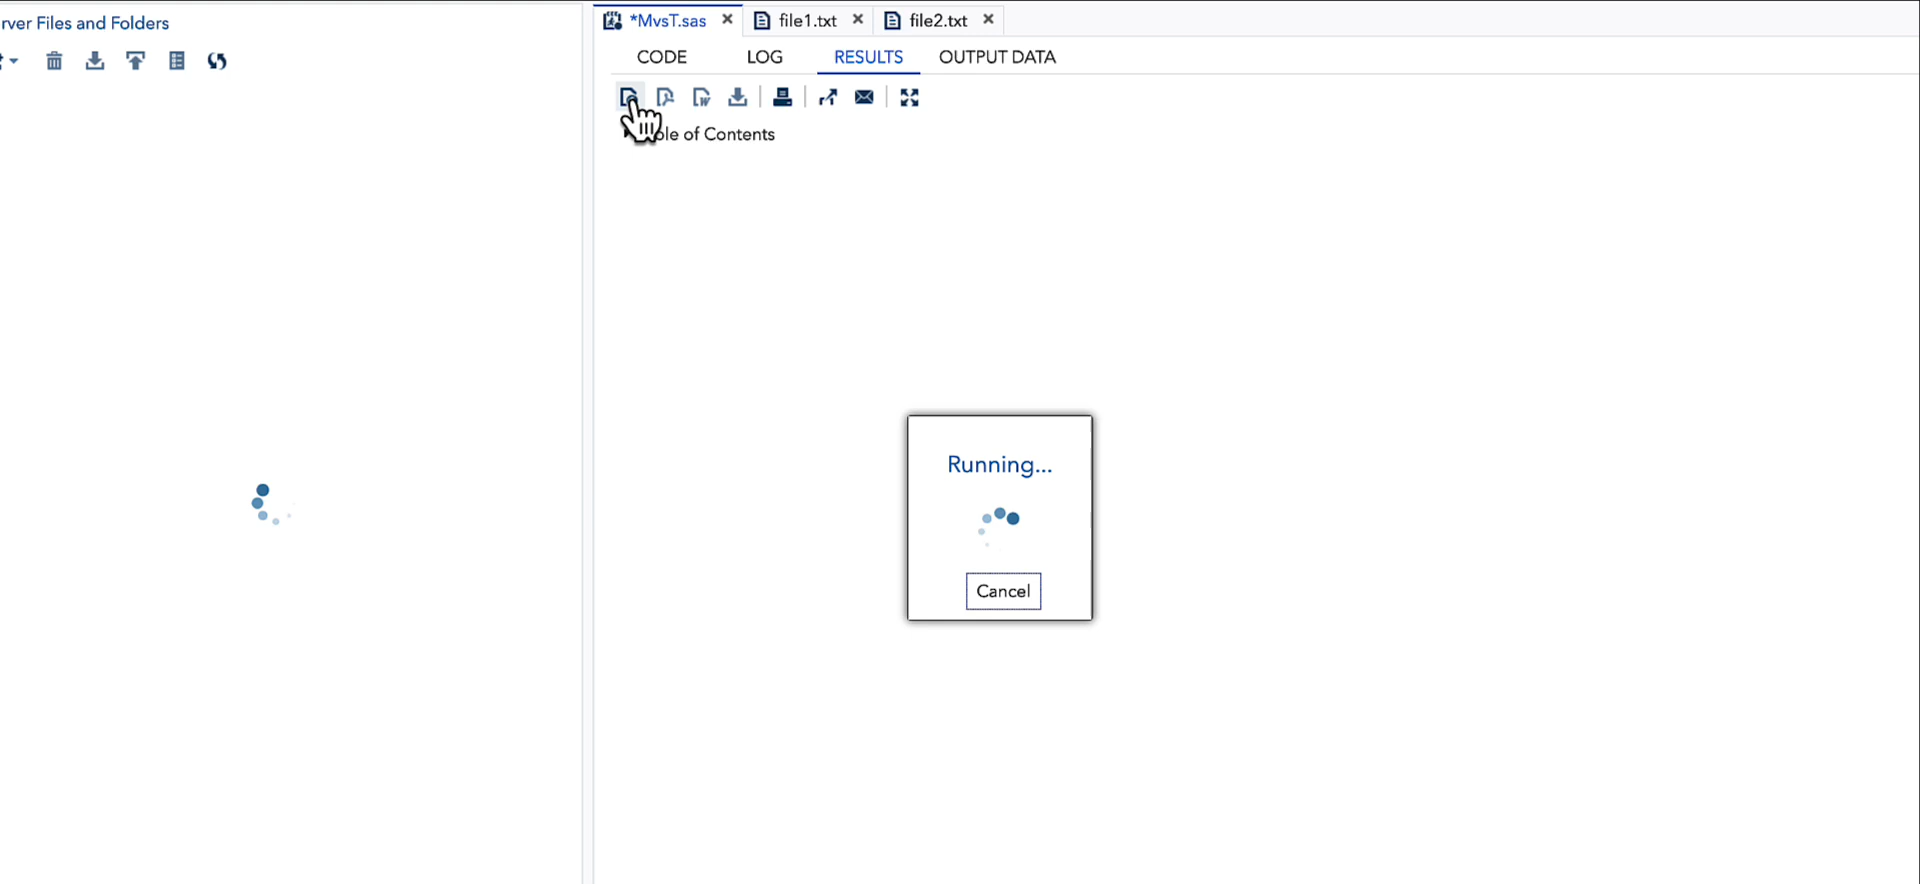 rver Files and Folders
*MvsT.sas
file1.txt
file2.txt
CODE
LOG
RESULTS
OUTPUT DATA
ble of Contents
Running...
Cancel